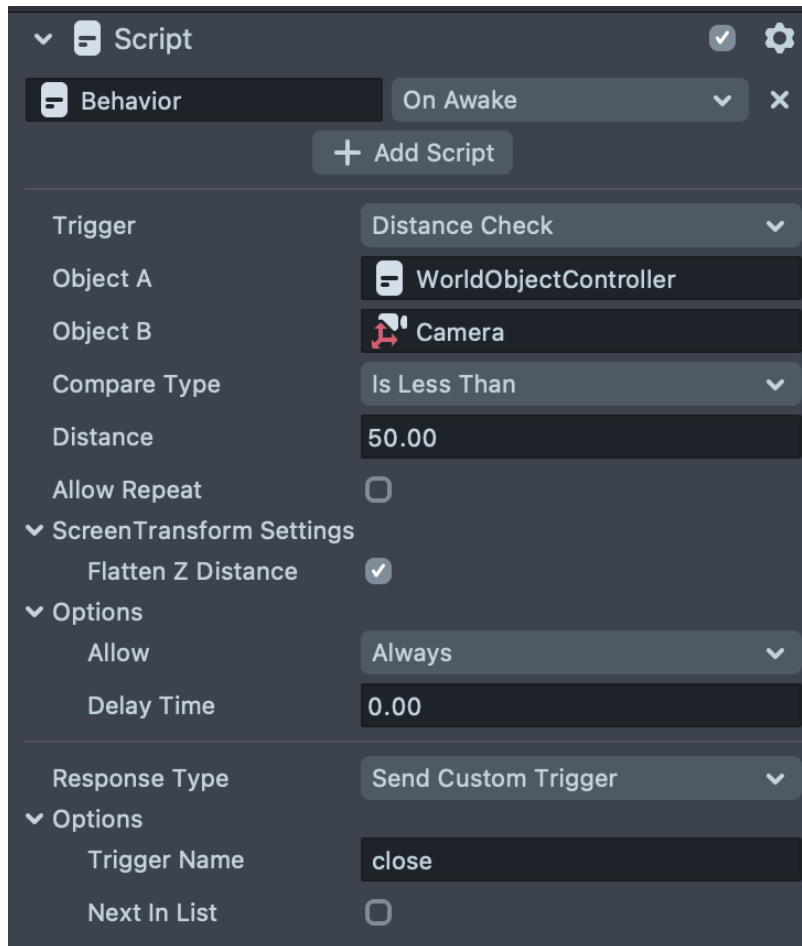 Script
Behavior On Awake
Add Script
Trigger Distance Check
Object A WorldObjectController
Object B Camera
Compare Type Is Less Than
Distance 50.00
Allow Repeat
ScreenTransform Settings
Flatten Z Distance
Options
Allow Always
Delay Time 0.00
Response Type Send Custom Trigger
Options
Trigger Name close
Next In List